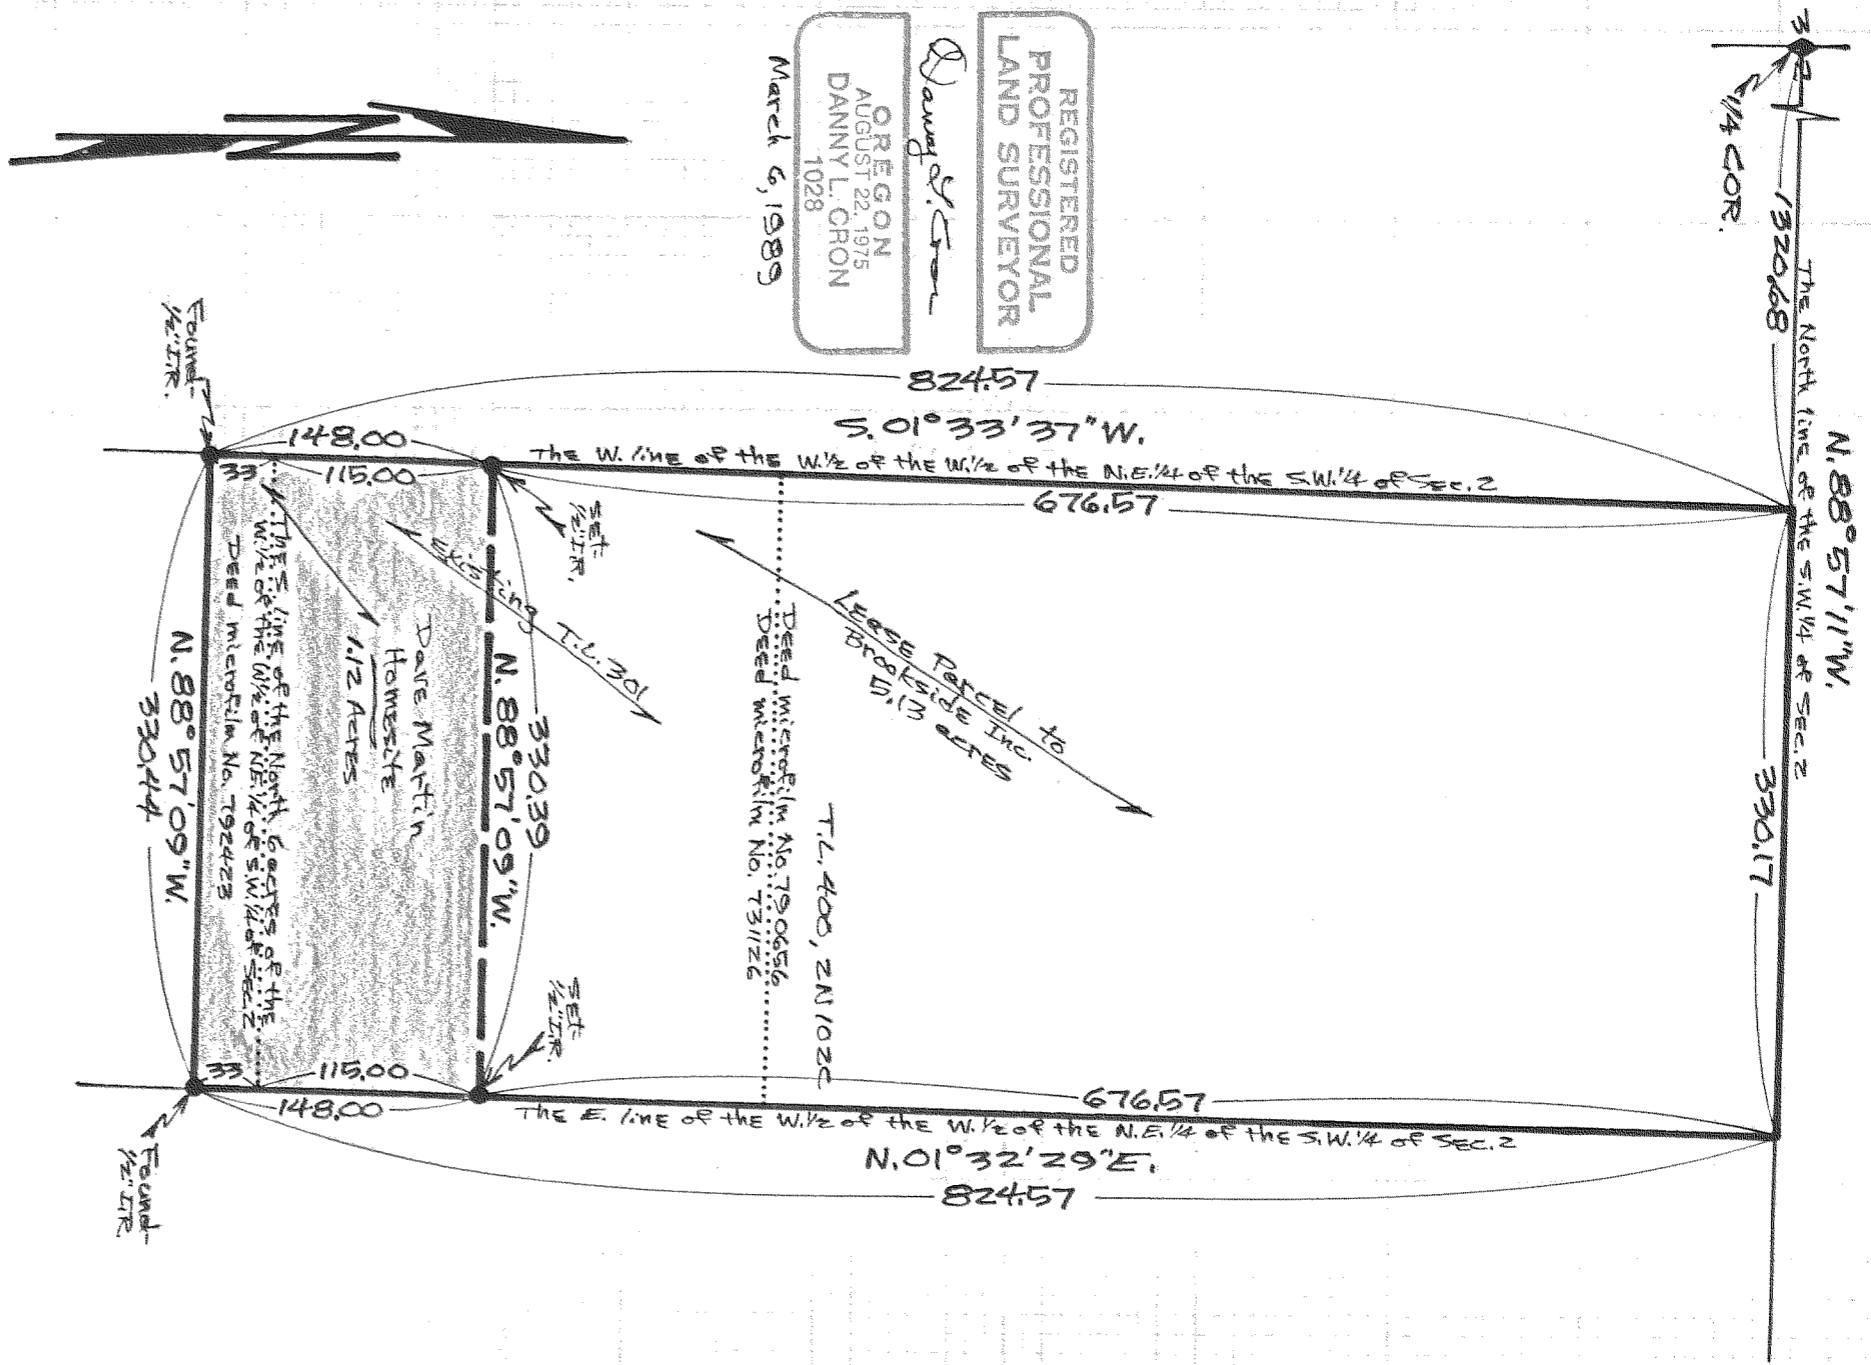 REGISTERED
PROFESSIONAL
LAND SURVEYOR
Danny L. Cron
OREGON
AUGUST 22, 1975
DANNY L. CRON
1028
March 6, 1989
3
2
1/4 COR.
1320.68
The North line of the S.W.1/4 of Sec.2
N.88°57'11"W.
330.17
824.57
S.01°33'37"W.
The W. line of the W.1/2 of the W.1/2 of the N.E.1/4 of the S.W.1/4 of Sec.2
676.57
148.00
33
115.00
Found
1/2" I.R.
Set
1/2" I.R.
Lease Parcel to
Brookside Inc.
5.13 acres
T.L.400, 2N102C
Deed microfilm No. 790656
Deed microfilm No. 731126
Existing T.L.301
330.39
N.88°57'09"W.
Dave Martin
Homesite
1.12 Acres
The S. line of the North 6 acres of the
W.1/2 of the W.1/2 of N.E.1/4 of S.W.1/4 of Sec.2
Deed microfilm No. 792423
N.88°57'09"W.
330.44
Set
1/2" I.R.
33
115.00
148.00
676.57
The E. line of the W.1/2 of the W.1/2 of the N.E.1/4 of the S.W.1/4 of Sec.2
N.01°32'29"E.
824.57
Found
1/2" I.R.